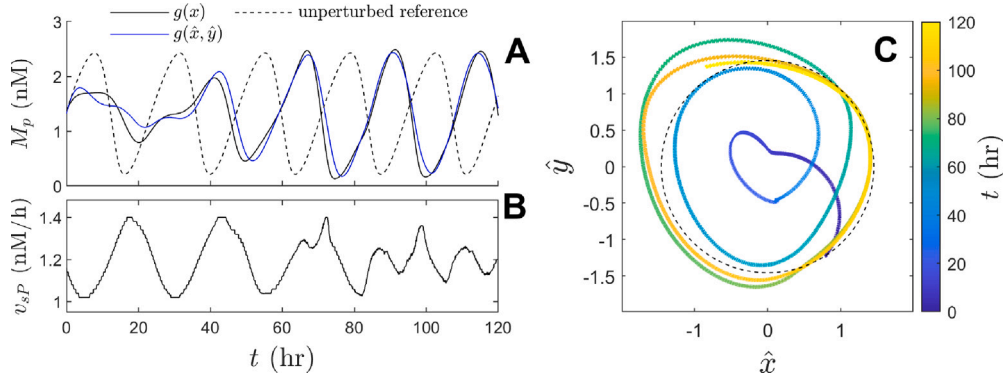 g(x)
unperturbed reference
g(x̂, ŷ)
3
2
1
0
M_p (nM)
A
1.4
1.2
1
v_{sP} (nM/h)
B
0 20 40 60 80 100 120
t (hr)
C
1.5
1
0.5
0
-0.5
-1
-1.5
ŷ
-1 0 1
x̂
120
100
80
60
40
20
0
t (hr)